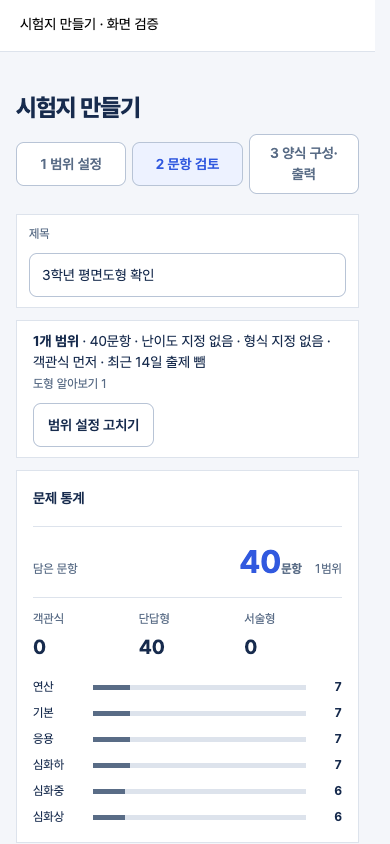 시험지 만들기 · 화면 검증
시험지 만들기
1 범위 설정
2 문항 검토
3 양식 구성·
출력
제목
3학년 평면도형 확인
1개 범위 · 40문항 · 난이도 지정 없음 · 형식 지정 없음 ·
객관식 먼저 · 최근 14일 출제 뺌
도형 알아보기 1
범위 설정 고치기
문제 통계
담은 문항 40문항 1범위
객관식 단답형 서술형
0 40 0
연산 7
기본 7
응용 7
심화하 7
심화중 6
심화상 6